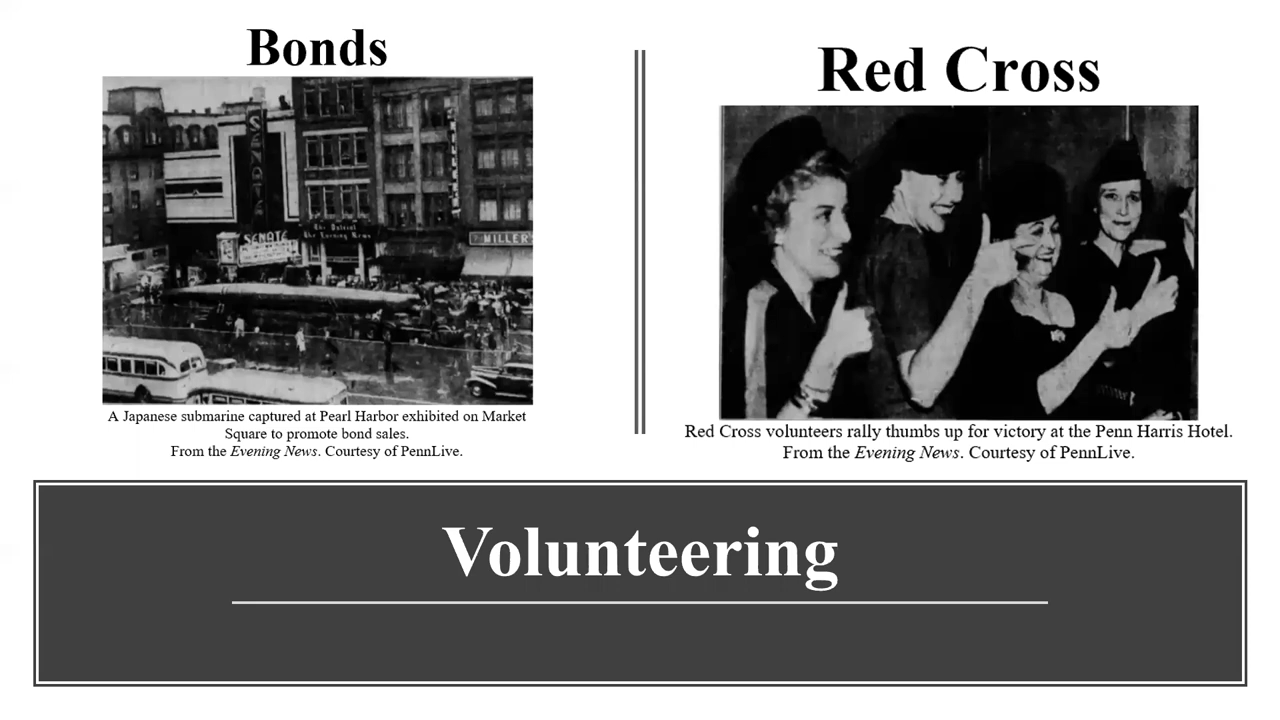 Bonds
SENATE
SENATE
The Patriot
The Evening News
MILLER'S
A Japanese submarine captured at Pearl Harbor exhibited on Market
Square to promote bond sales.
From the Evening News. Courtesy of PennLive.
Red Cross
Red Cross volunteers rally thumbs up for victory at the Penn Harris Hotel.
From the Evening News. Courtesy of PennLive.
Volunteering